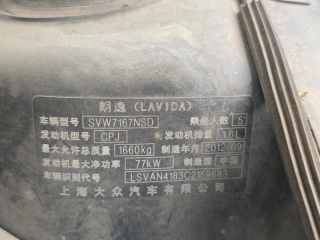 朗逸(LAVIDA)
车辆型号 SVW7167NSD 乘坐人数 5
发动机型号 CPJ 发动机排量 1.6L
最大允许总质量 1660kg 制造年月 2012.09
发动机最大净功率 77kW 制造国 中国
车辆识别代号 LSVAN4183C2159683
上海大众汽车有限公司